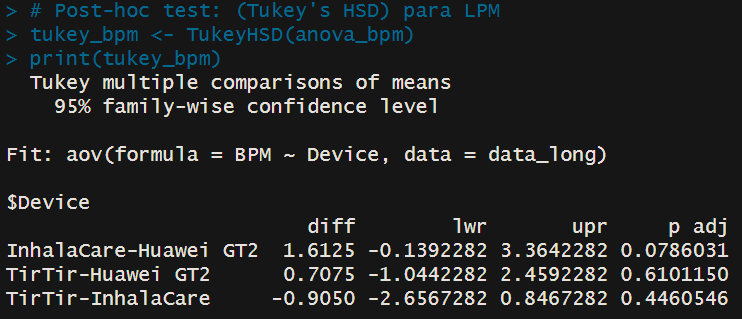 > # Post-hoc test: (Tukey's HSD) para LPM
> tukey_bpm <- TukeyHSD(anova_bpm)
> print(tukey_bpm)
  Tukey multiple comparisons of means
    95% family-wise confidence level

Fit: aov(formula = BPM ~ Device, data = data_long)

$Device
                         diff        lwr       upr     p adj
InhalaCare-Huawei GT2  1.6125 -0.1392282 3.3642282 0.0786031
TirTir-Huawei GT2      0.7075 -1.0442282 2.4592282 0.6101150
TirTir-InhalaCare     -0.9050 -2.6567282 0.8467282 0.4460546